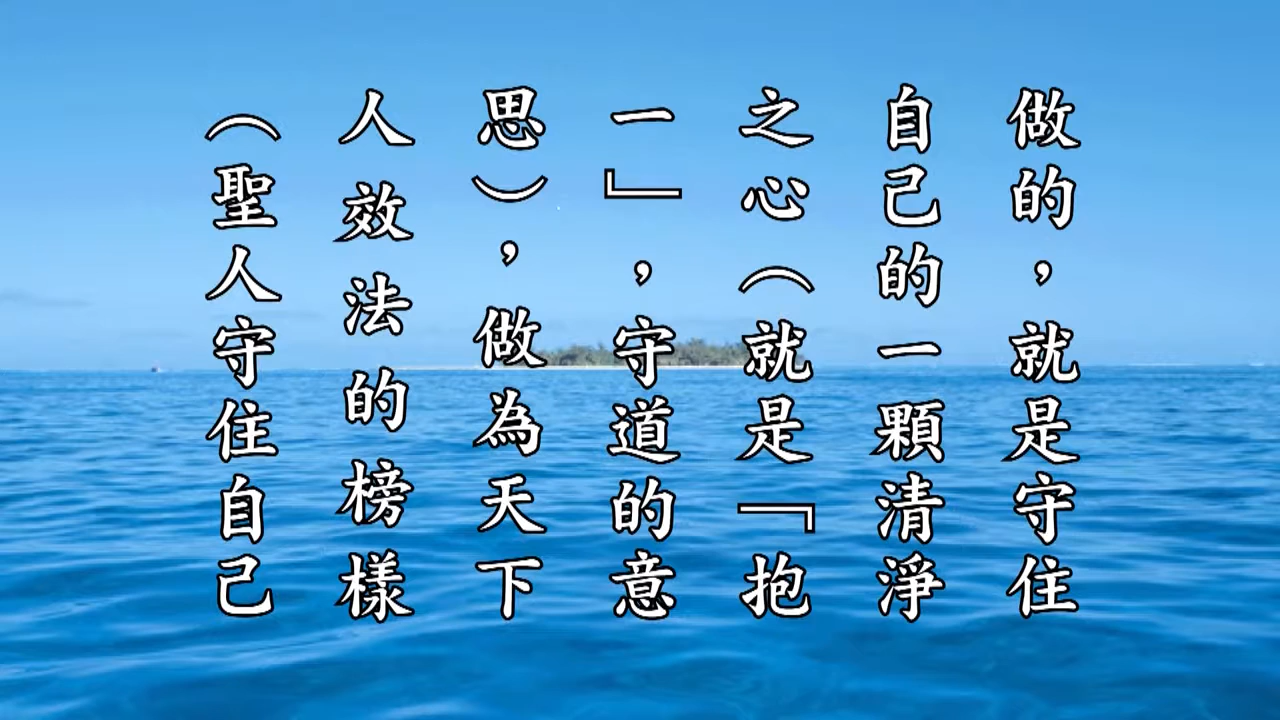 做的，就是守住
自己的一顆清淨
之心（就是「抱
一」，守道的意
思），做為天下
人效法的榜樣
（聖人守住自己